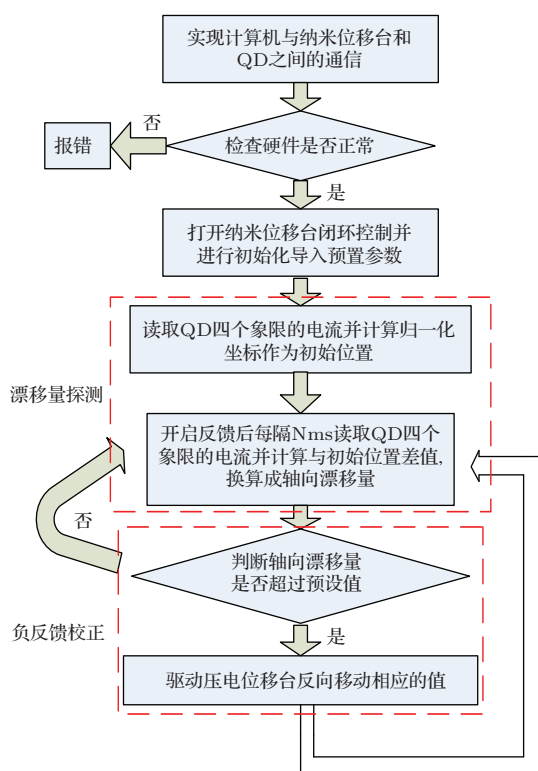 实现计算机与纳米位移台和
QD之间的通信
否
报错
检查硬件是否正常
是
打开纳米位移台闭环控制并
进行初始化导入预置参数
读取QD四个象限的电流并计算归一化
坐标作为初始位置
漂移量探测
开启反馈后每隔Nms读取QD四个
象限的电流并计算与初始位置差值,
换算成轴向漂移量
否
判断轴向漂移量
是否超过预设值
负反馈校正
是
驱动压电位移台反向移动相应的值